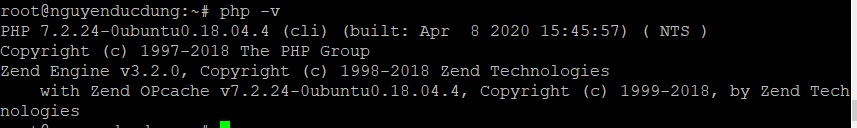 root@nguyenducdung:~# php -v
PHP 7.2.24-0ubuntu0.18.04.4 (cli) (built: Apr  8 2020 15:45:57) ( NTS )
Copyright (c) 1997-2018 The PHP Group
Zend Engine v3.2.0, Copyright (c) 1998-2018 Zend Technologies
    with Zend OPcache v7.2.24-0ubuntu0.18.04.4, Copyright (c) 1999-2018, by Zend Tech
nologies